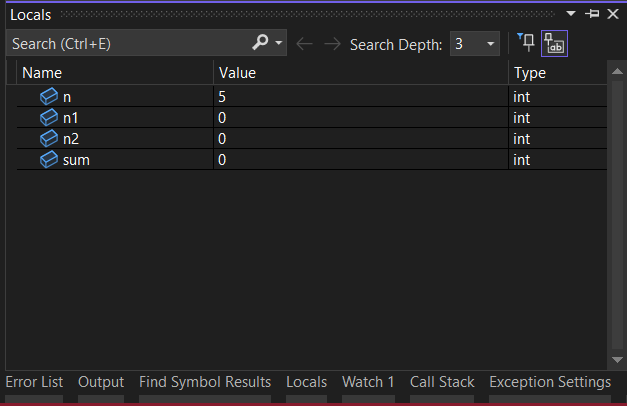 Locals
Search (Ctrl+E) Search Depth: 3
Name Value Type
n 5 int
n1 0 int
n2 0 int
sum 0 int
Error List Output Find Symbol Results Locals Watch 1 Call Stack Exception Settings